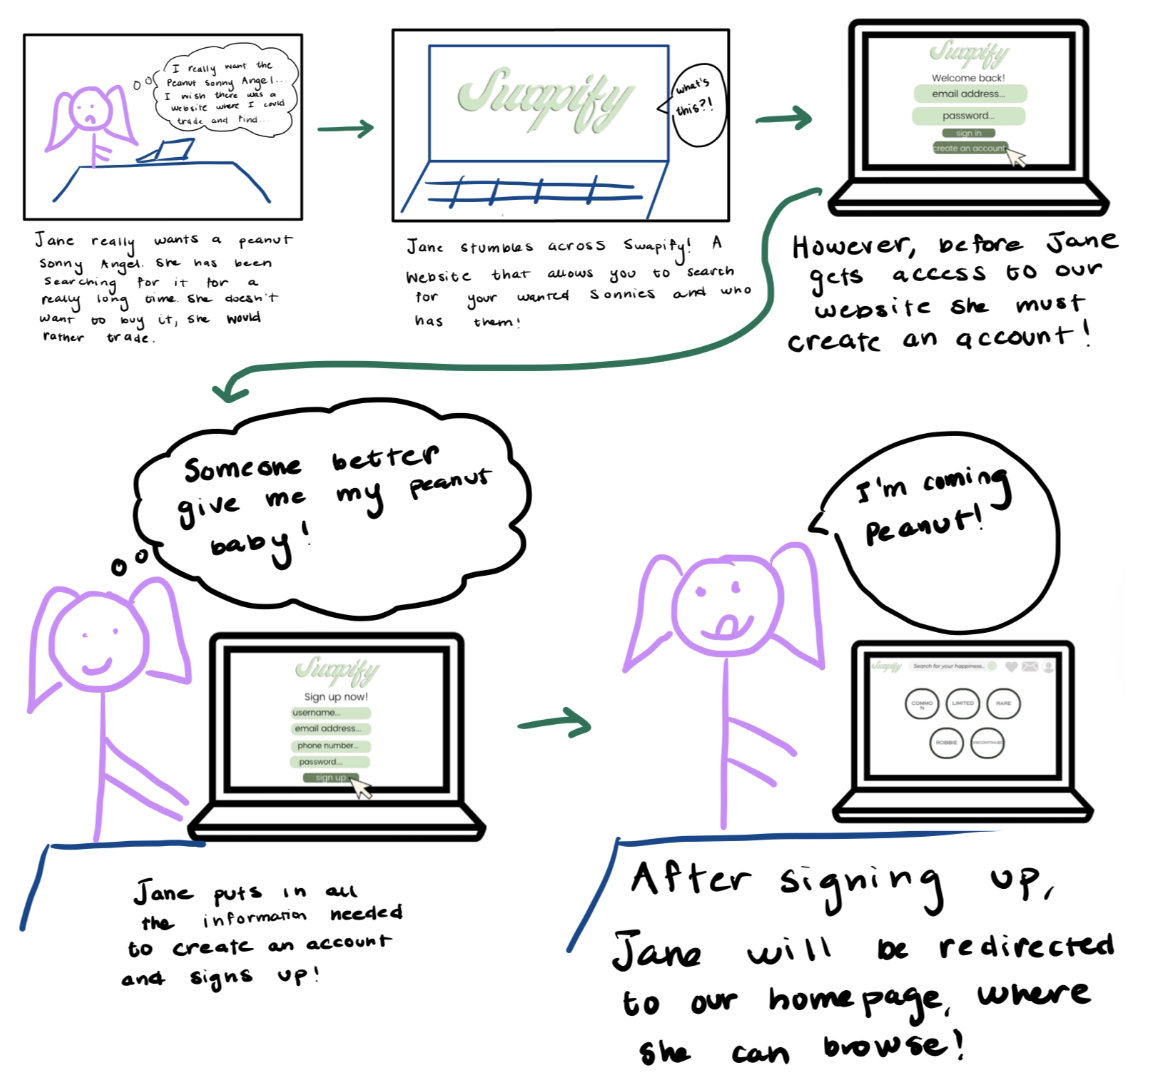 I really want the
Peanut Sonny Angel...
I wish there was a
website where I could
trade and find...
Jane really wants a peanut
Sonny Angel. She has been
searching for it for a
really long time. She doesn't
want to buy it, she would
rather trade.
Swapify
what's
this?!
Jane stumbles across Swapify! A
Website that allows you to search
for your wanted Sonnies and who
has them!
Swapify
Welcome back!
email address...
password...
sign in
create an account
However, before Jane
gets access to our
website she must
create an account!
Someone better
give me my peanut
baby!
Swapify
Sign up now!
username...
email address...
phone number...
password...
sign up
Jane puts in all
the information needed
to create an account
and signs up!
I'm coming
Peanut!
Swapify
Search for your happiness...
COMMO
N
LIMITED
RARE
ROBBIE
DISCONTINUED
After signing up,
Jane will be redirected
to our homepage, where
she can browse!